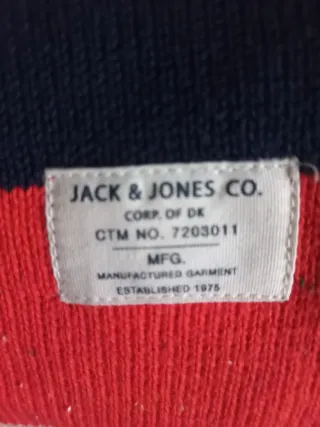 JACK & JONES CO.
CORP. OF DK
CTM NO. 7203011
MFG.
MANUFACTURED GARMENT
ESTABLISHED 1975